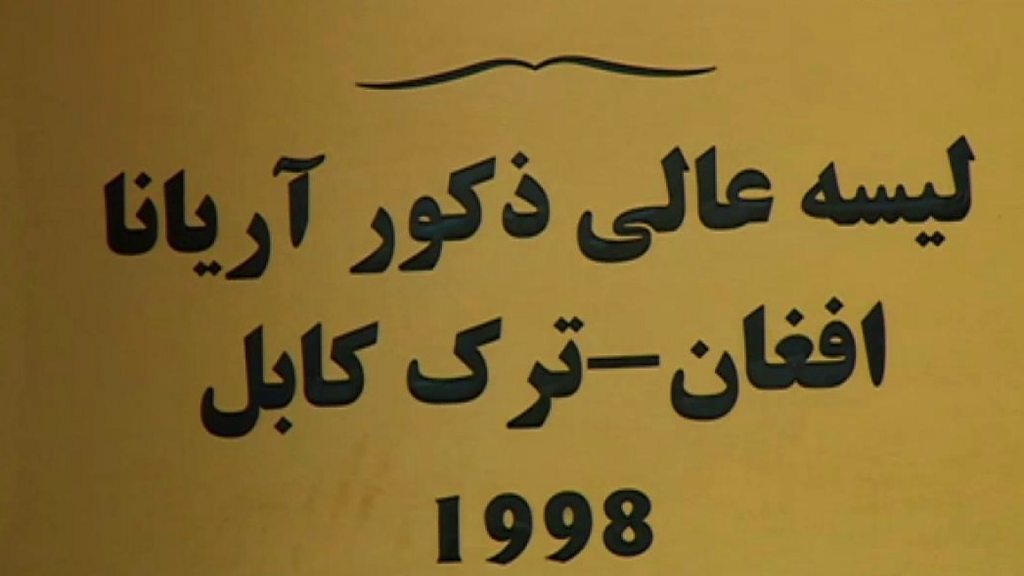 لیسه عالی ذکور آریانا
افغان-ترک کابل
1998